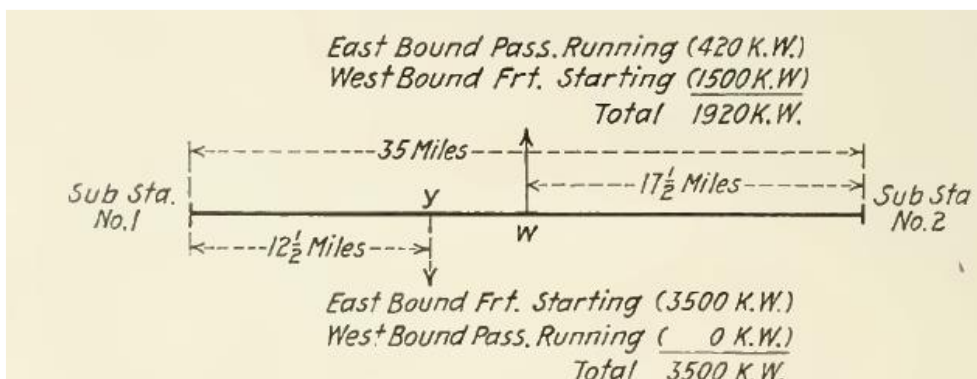 East Bound Pass. Running (420 K.W.)
West Bound Frt. Starting (1500 K.W)
Total 1920 K.W.
35 Miles
17½ Miles
Sub Sta.
No.1
y
W
Sub Sta
No.2
12½ Miles
East Bound Frt. Starting (3500 K.W.)
West Bound Pass. Running ( 0 K.W.)
Total 3500 K.W.